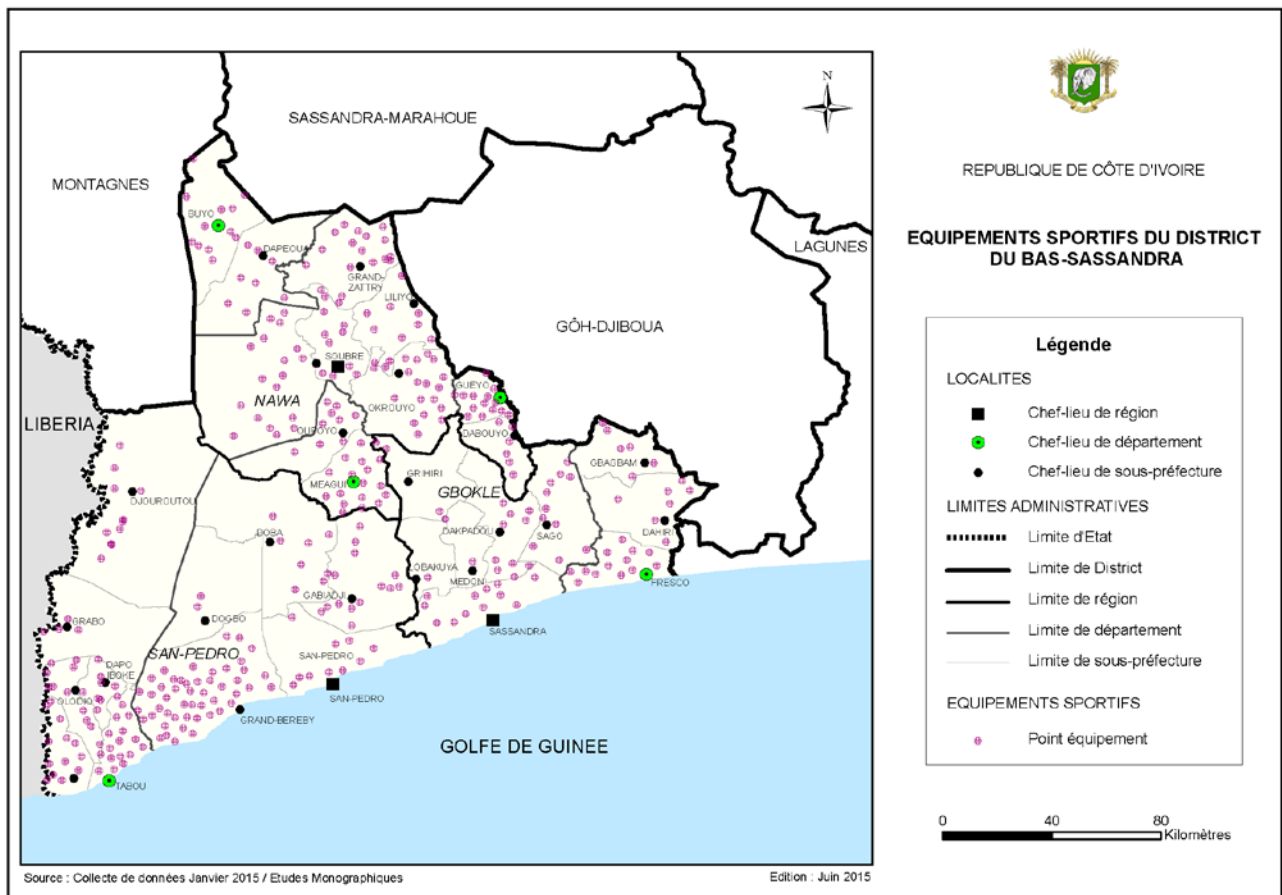 N
SASSANDRA-MARAHOUE
MONTAGNES
BUYO
DAPEOUA
GRAND-
ZATTRY
LILIYO
LAGUNES
GÔH-DJIBOUA
SOUBRE
GUEYO
NAWA
OKROUYO
LIBERIA
OUPOYO
DABOUYO
GBAGBAM
MEAGUI
GRIHIRI
GBOKLE
DJOUROUTOU
DOBA
DAKPADOU
SAGO
DAHIRI
LOBAKUYA
MEDON
FRESCO
GABIADJI
GRABO
DOGBO
SASSANDRA
SAN-PEDRO
SAN-PEDRO
DAPO
IBOKE
OLODIO
SAN-PEDRO
GRAND-BEREBY
GOLFE DE GUINEE
TABOU
Source : Collecte de données Janvier 2015 / Etudes Monographiques
Edition : Juin 2015
REPUBLIQUE DE CÔTE D'IVOIRE
EQUIPEMENTS SPORTIFS DU DISTRICT
DU BAS-SASSANDRA
Légende
LOCALITES
Chef-lieu de région
Chef-lieu de département
Chef-lieu de sous-préfecture
LIMITES ADMINISTRATIVES
Limite d'Etat
Limite de District
Limite de région
Limite de département
Limite de sous-préfecture
EQUIPEMENTS SPORTIFS
Point équipement
0 40 80
Kilomètres